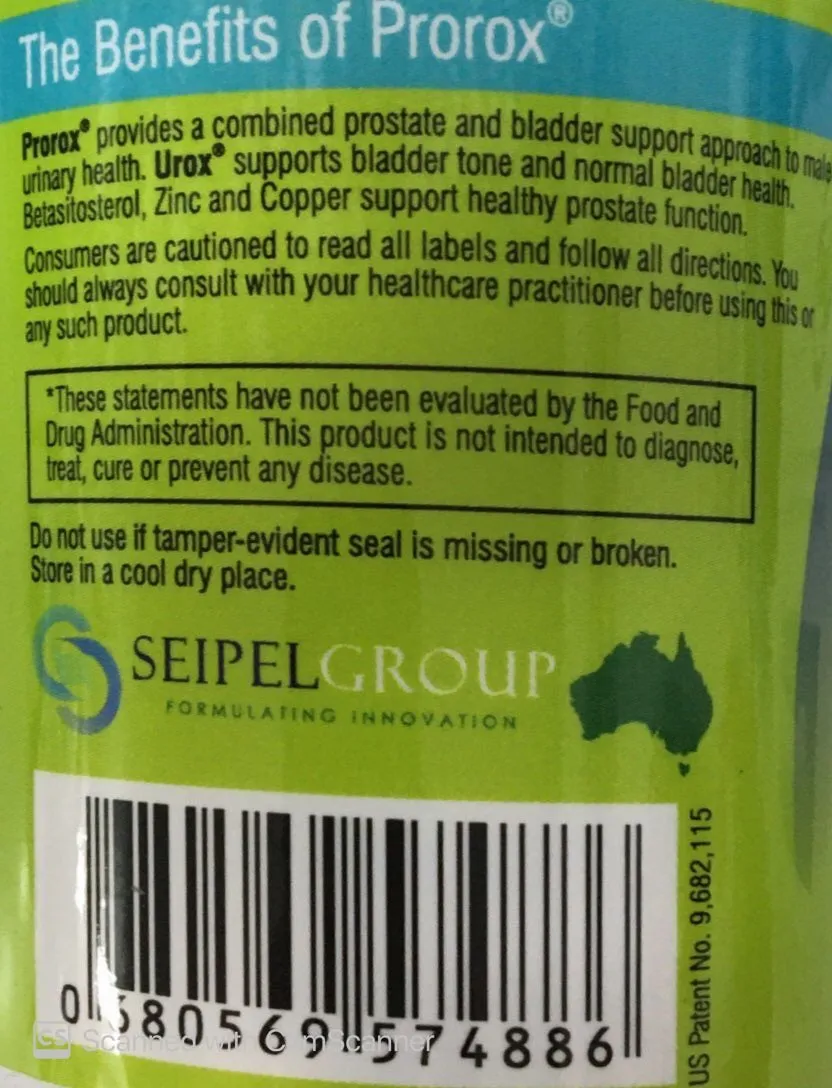 The Benefits of Prorox®
Prorox® provides a combined prostate and bladder support approach to male
urinary health. Urox® supports bladder tone and normal bladder health.
Betasitosterol, Zinc and Copper support healthy prostate function.
Consumers are cautioned to read all labels and follow all directions. You
should always consult with your healthcare practitioner before using this or
any such product.
*These statements have not been evaluated by the Food and
Drug Administration. This product is not intended to diagnose,
treat, cure or prevent any disease.
Do not use if tamper-evident seal is missing or broken.
Store in a cool dry place.
SEIPELGROUP
FORMULATING INNOVATION
0 680569 574886
US Patent No. 9,682,115
CS Scanned with CamScanner